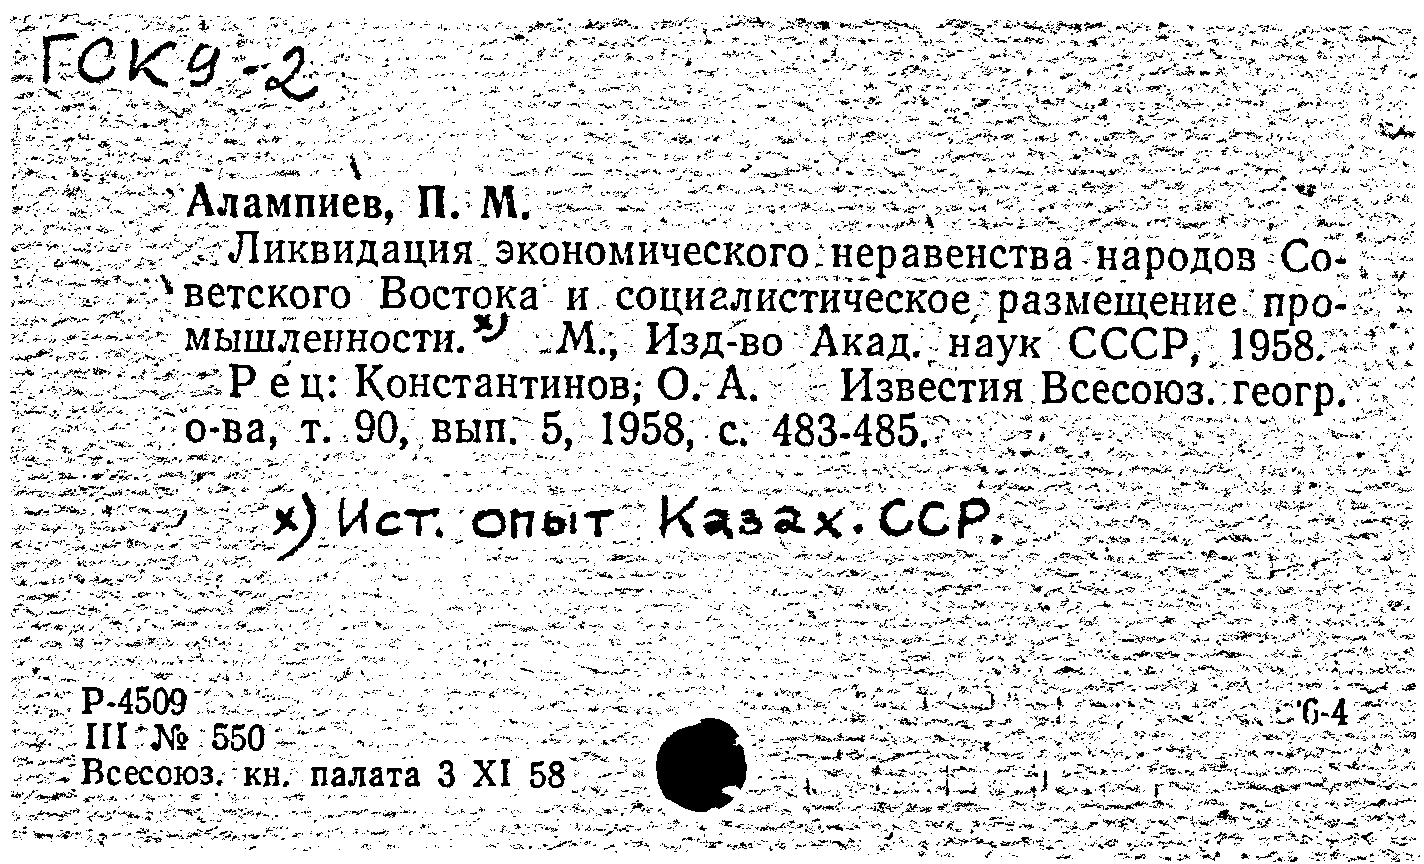 ГСК9-2
Алампиев, П. М.
Ликвидация экономического неравенства народов Со-
ветского Востока и социалистическое размещение про-
мышленности.х) М., Изд-во Акад. наук СССР, 1958.
Рец: Константинов, О. А. Известия Всесоюз. геогр.
о-ва, т. 90, вып. 5, 1958, с. 483-485.
х) Ист. опыт Казах. ССР.
Р-4509
III № 550
Всесоюз. кн. палата 3 XI 58
6-4